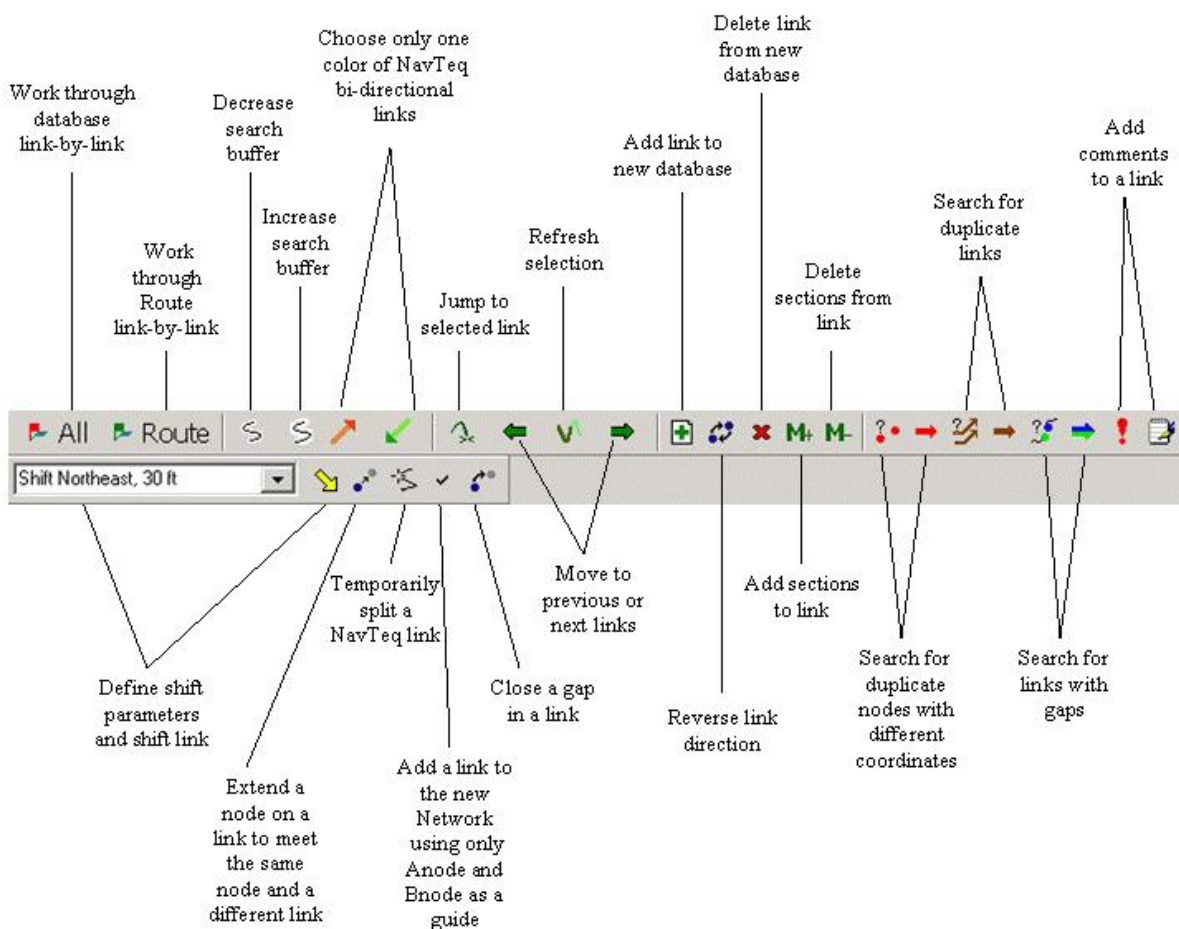 Work through
database
link-by-link
Decrease
search
buffer
Choose only one
color of NavTeq
bi-directional
links
Delete link
from new
database
Work
through
Route
link-by-link
Increase
search
buffer
Jump to
selected link
Refresh
selection
Add link to
new database
Delete
sections from
link
Search for
duplicate
links
Add
comments
to a link
All
Route
M+
M-
Shift Northeast, 30 ft
Define shift
parameters
and shift link
Extend a
node on a
link to meet
the same
node and a
different link
Temporarily
split a
NavTeq link
Add a link to
the new
Network
using only
Anode and
Bnode as a
guide
Close a gap
in a link
Move to
previous or
next links
Reverse link
direction
Add sections
to link
Search for
duplicate
nodes with
different
coordinates
Search for
links with
gaps